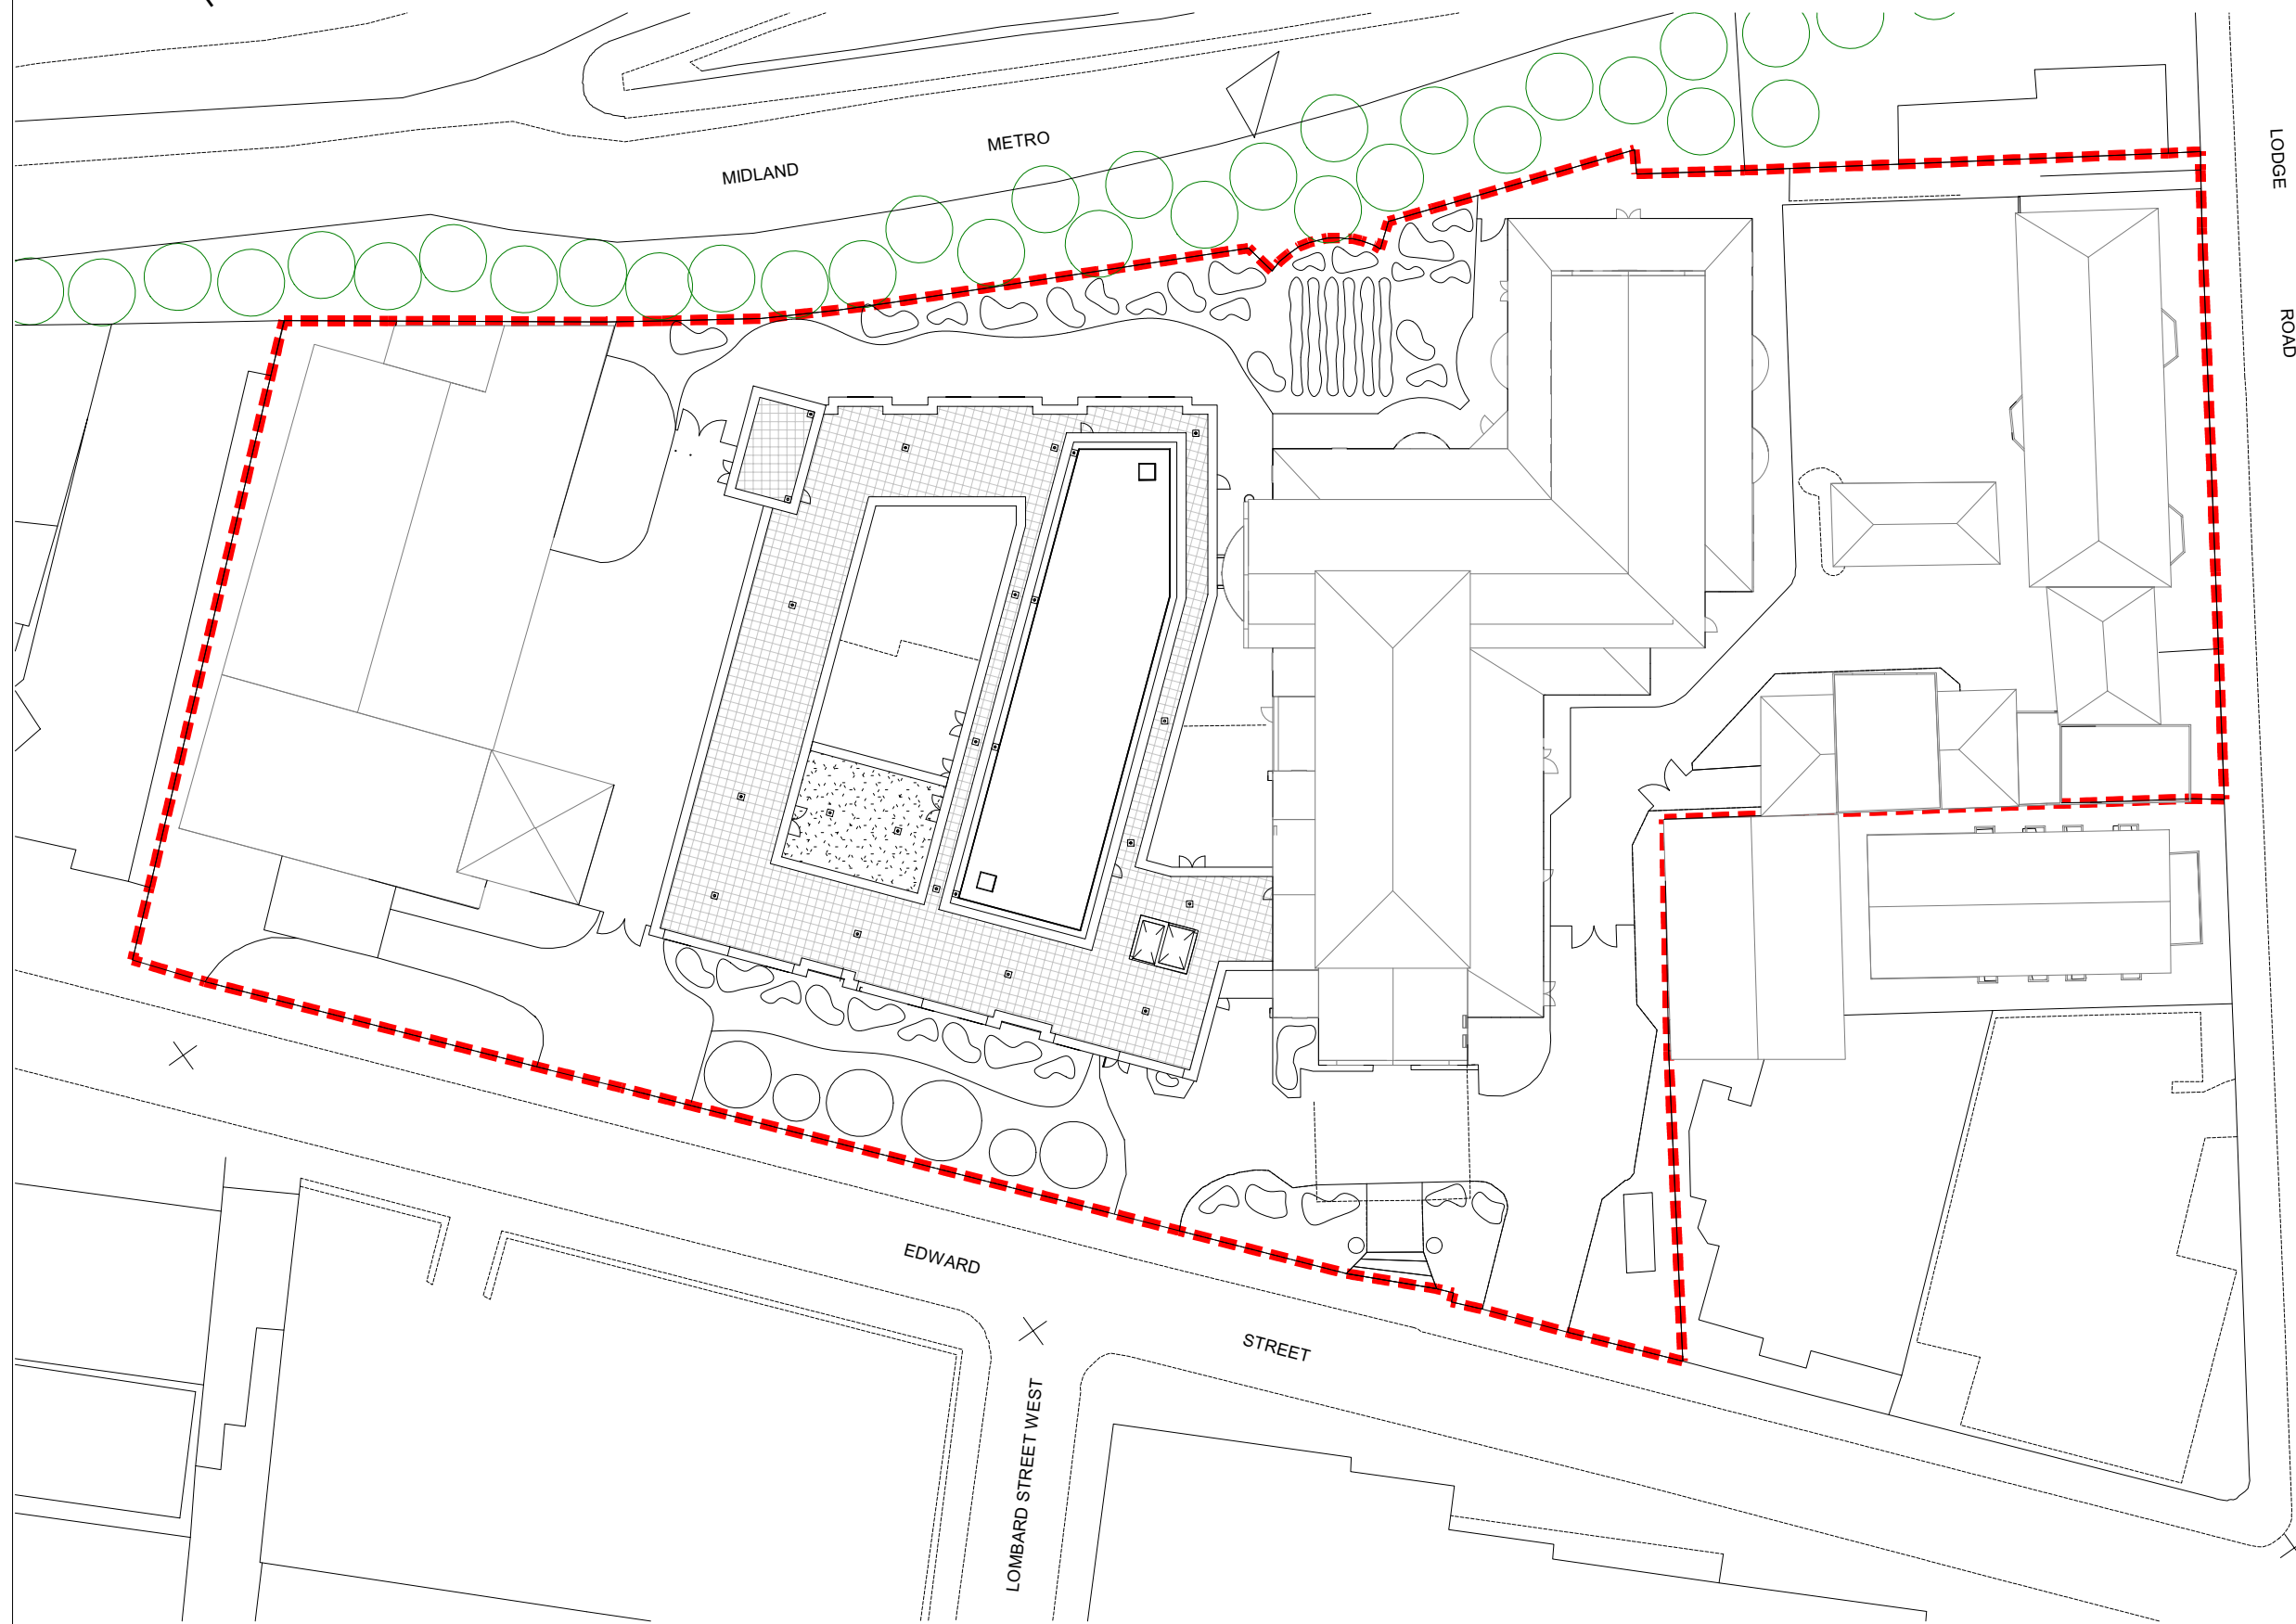 METRO
MIDLAND
LODGE
ROAD
EDWARD
STREET
LOMBARD STREET WEST